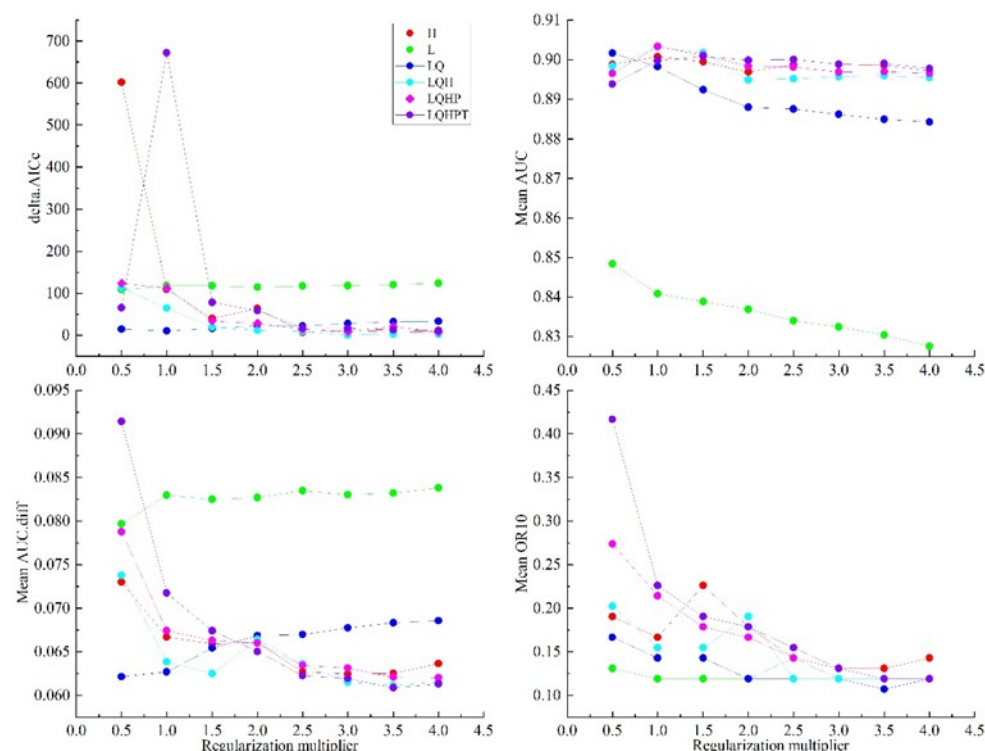 700
600
500
400
300
200
100
0
delta.AICc
0.0 0.5 1.0 1.5 2.0 2.5 3.0 3.5 4.0 4.5
H
L
LQ
LQH
LQHP
LQHPT
0.91
0.90
0.89
0.88
0.87
0.86
0.85
0.84
0.83
Mean AUC
0.0 0.5 1.0 1.5 2.0 2.5 3.0 3.5 4.0 4.5
0.095
0.090
0.085
0.080
0.075
0.070
0.065
0.060
Mean AUC.diff
0.0 0.5 1.0 1.5 2.0 2.5 3.0 3.5 4.0 4.5
Regularization multiplier
0.45
0.40
0.35
0.30
0.25
0.20
0.15
0.10
Mean OR10
0.0 0.5 1.0 1.5 2.0 2.5 3.0 3.5 4.0 4.5
Regularization multiplier